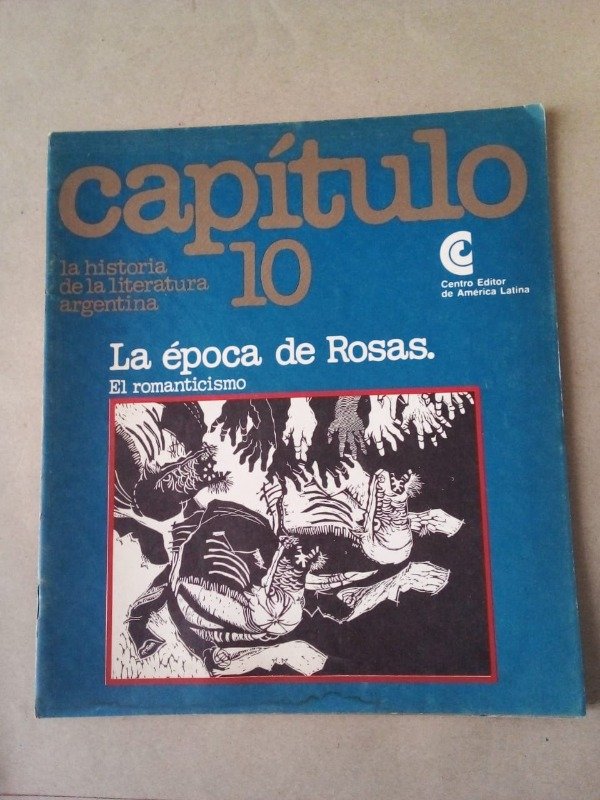 capítulo
10
la historia
de la literatura
argentina
Centro Editor
de América Latina
La época de Rosas.
El romanticismo